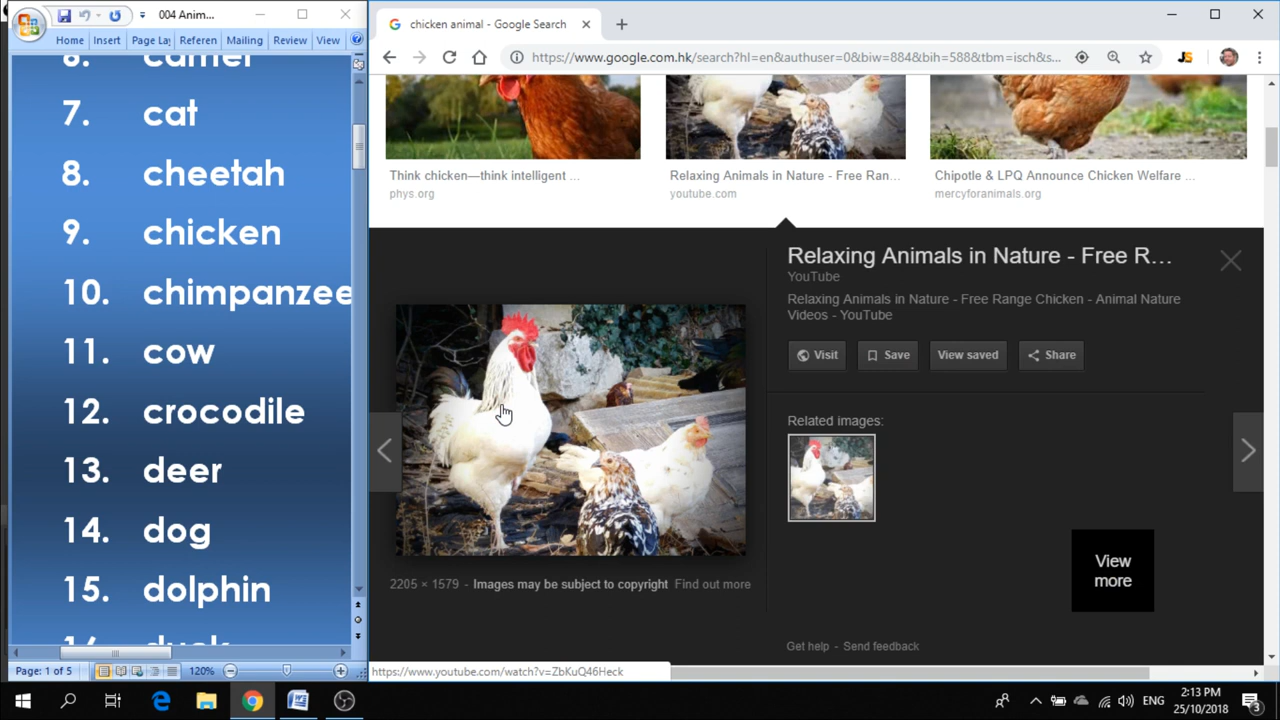 004 Anim...
Home Insert Page La Referen Mailing Review View
6. camel
7. cat
8. cheetah
9. chicken
10. chimpanzee
11. cow
12. crocodile
13. deer
14. dog
15. dolphin
16. duck
Page: 1 of 5 120%
chicken animal - Google Search
https://www.google.com.hk/search?hl=en&authuser=0&biw=884&bih=588&tbm=isch&s...
JS
Think chicken—think intelligent ...
phys.org
Relaxing Animals in Nature - Free Ran...
youtube.com
Chipotle & LPQ Announce Chicken Welfare ...
mercyforanimals.org
Relaxing Animals in Nature - Free R...
YouTube
Relaxing Animals in Nature - Free Range Chicken - Animal Nature
Videos - YouTube
Visit Save View saved Share
Related images:
View
more
2205 × 1579 - Images may be subject to copyright Find out more
Get help - Send feedback
https://www.youtube.com/watch?v=ZbKuQ46Heck
ENG
2:13 PM
25/10/2018
3